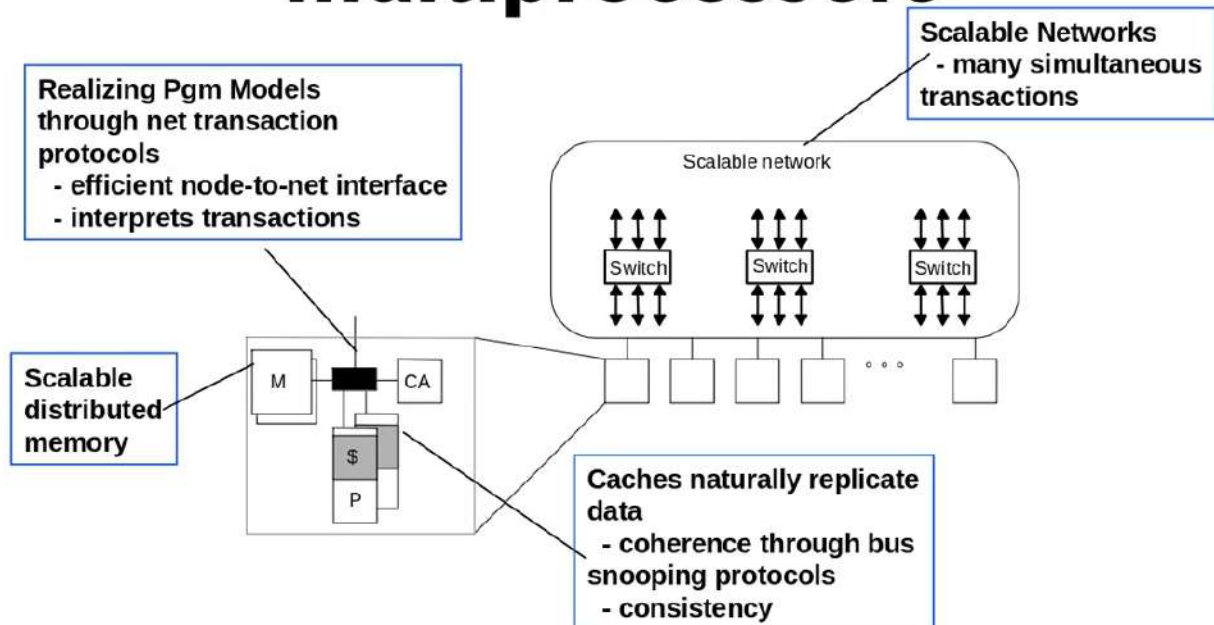 Scalable Networks
- many simultaneous
transactions
Realizing Pgm Models
through net transaction
protocols
- efficient node-to-net interface
- interprets transactions
Scalable network
Switch
Switch
Switch
Scalable
distributed
memory
M
CA
$
P
Caches naturally replicate
data
- coherence through bus
snooping protocols
- consistency